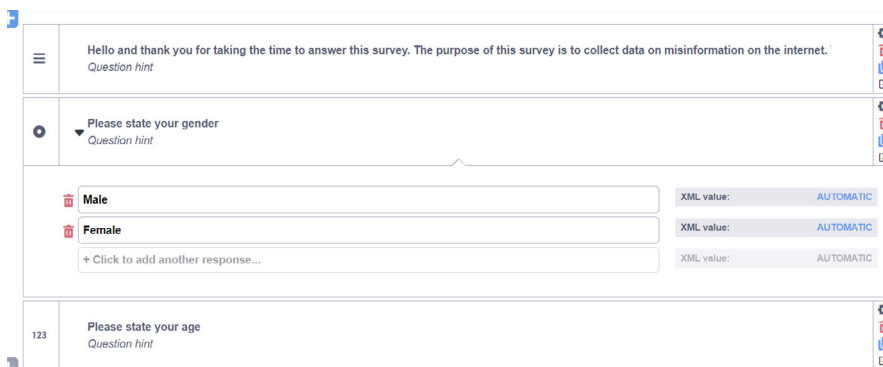 Hello and thank you for taking the time to answer this survey. The purpose of this survey is to collect data on misinformation on the internet.
Question hint
Please state your gender
Question hint
Male XML value: AUTOMATIC
Female XML value: AUTOMATIC
+ Click to add another response... XML value: AUTOMATIC
123 Please state your age
Question hint